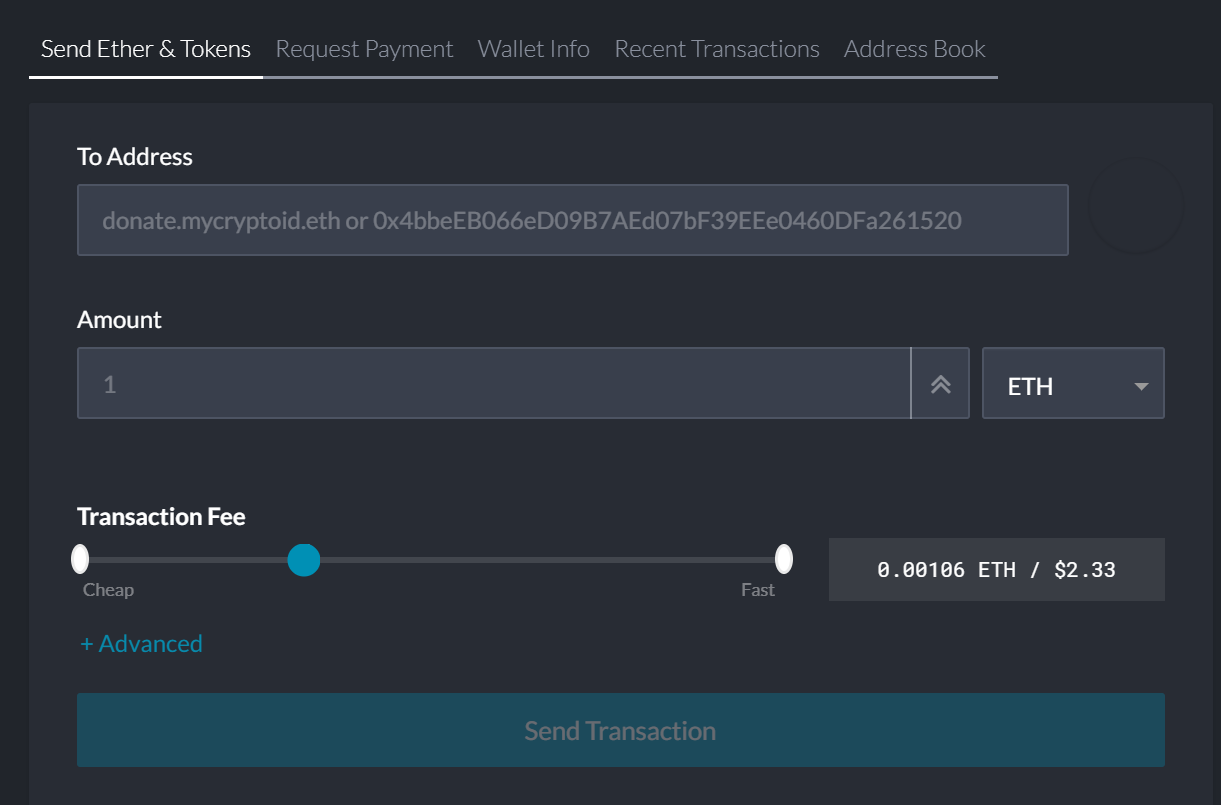 Send Ether & Tokens Request Payment Wallet Info Recent Transactions Address Book
To Address
donate.mycryptoid.eth or 0x4bbeEB066eD09B7AEd07bF39EEe0460DFa261520
Amount
1 ETH
Transaction Fee
Cheap Fast
0.00106 ETH / $2.33
+ Advanced
Send Transaction